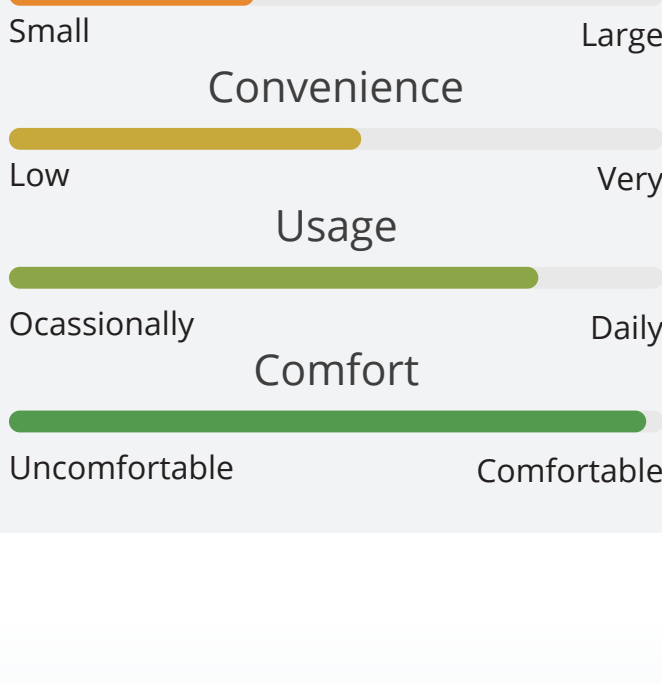 Small Large
Convenience
Low Very
Usage
Ocassionally Daily
Comfort
Uncomfortable Comfortable